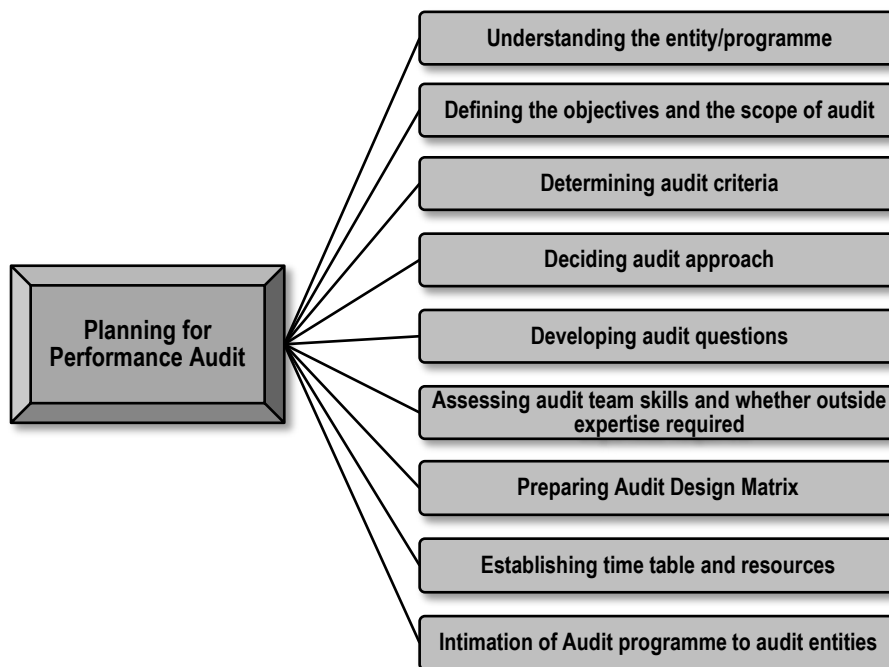 Planning for
Performance Audit
Understanding the entity/programme
Defining the objectives and the scope of audit
Determining audit criteria
Deciding audit approach
Developing audit questions
Assessing audit team skills and whether outside
expertise required
Preparing Audit Design Matrix
Establishing time table and resources
Intimation of Audit programme to audit entities